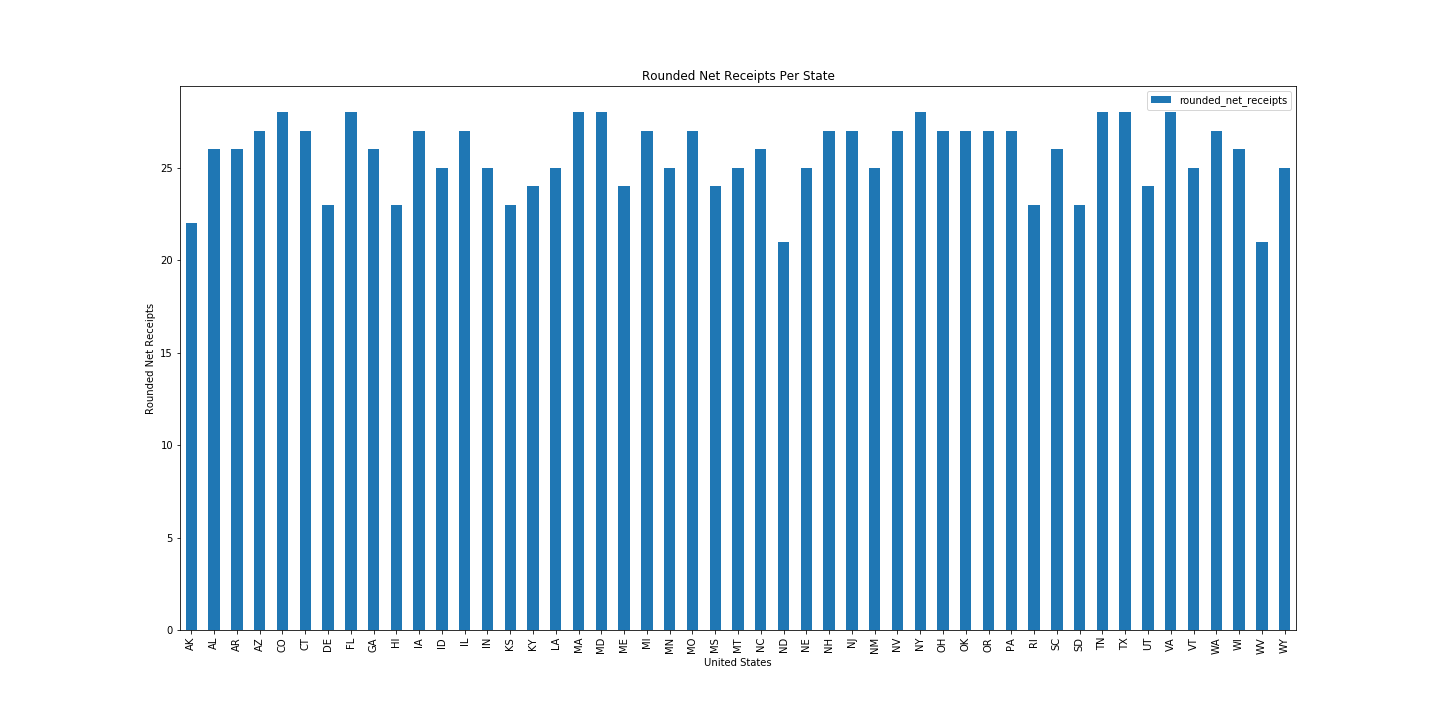 Rounded Net Receipts Per State
rounded_net_receipts
Rounded Net Receipts
25
20
15
10
5
0
AK AL AR AZ CO CT DE FL GA HI IA ID IL IN KS KY LA MA MD ME MI MN MO MS MT NC ND NE NH NJ NM NV NY OH OK OR PA RI SC SD TN TX UT VA VT WA WI WV WY
United States